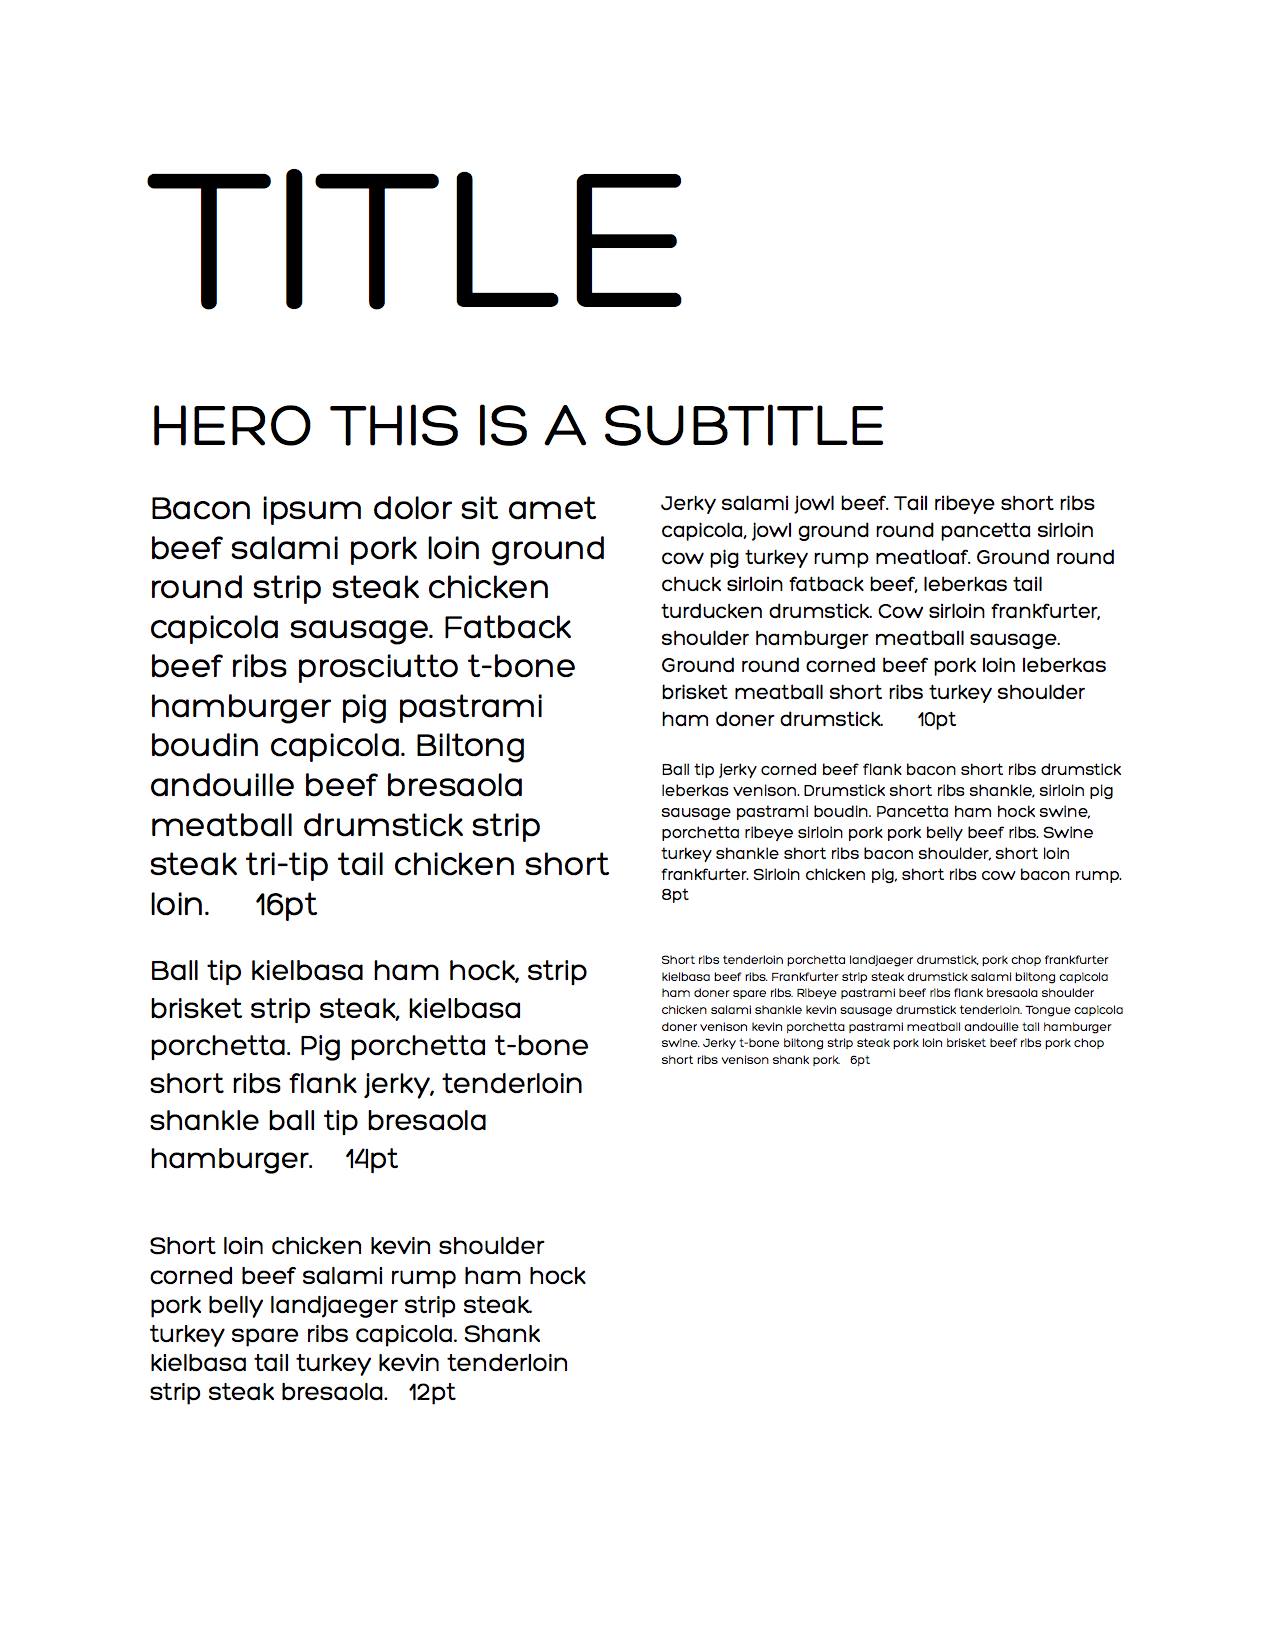 TITLE
HERO THIS IS A SUBTITLE
Bacon ipsum dolor sit amet
beef salami pork loin ground
round strip steak chicken
capicola sausage. Fatback
beef ribs prosciutto t-bone
hamburger pig pastrami
boudin capicola. Biltong
andouille beef bresaola
meatball drumstick strip
steak tri-tip tail chicken short
loin. 16pt
Ball tip kielbasa ham hock, strip
brisket strip steak, kielbasa
porchetta. Pig porchetta t-bone
short ribs flank jerky, tenderloin
shankle ball tip bresaola
hamburger. 14pt
Short loin chicken kevin shoulder
corned beef salami rump ham hock
pork belly landjaeger strip steak.
turkey spare ribs capicola. Shank
kielbasa tail turkey kevin tenderloin
strip steak bresaola. 12pt
Jerky salami jowl beef. Tail ribeye short ribs
capicola, jowl ground round pancetta sirloin
cow pig turkey rump meatloaf. Ground round
chuck sirloin fatback beef, leberkas tail
turducken drumstick. Cow sirloin frankfurter,
shoulder hamburger meatball sausage.
Ground round corned beef pork loin leberkas
brisket meatball short ribs turkey shoulder
ham doner drumstick. 10pt
Ball tip jerky corned beef flank bacon short ribs drumstick
leberkas venison. Drumstick short ribs shankle, sirloin pig
sausage pastrami boudin. Pancetta ham hock swine,
porchetta ribeye sirloin pork pork belly beef ribs. Swine
turkey shankle short ribs bacon shoulder, short loin
frankfurter. Sirloin chicken pig, short ribs cow bacon rump.
8pt
Short ribs tenderloin porchetta landjaeger drumstick, pork chop frankfurter
kielbasa beef ribs. Frankfurter strip steak drumstick salami biltong capicola
ham doner spare ribs. Ribeye pastrami beef ribs flank bresaola shoulder
chicken salami shankle kevin sausage drumstick tenderloin. Tongue capicola
doner venison kevin porchetta pastrami meatball andouille tail hamburger
swine. Jerky t-bone biltong strip steak pork loin brisket beef ribs pork chop
short ribs venison shank pork. 6pt